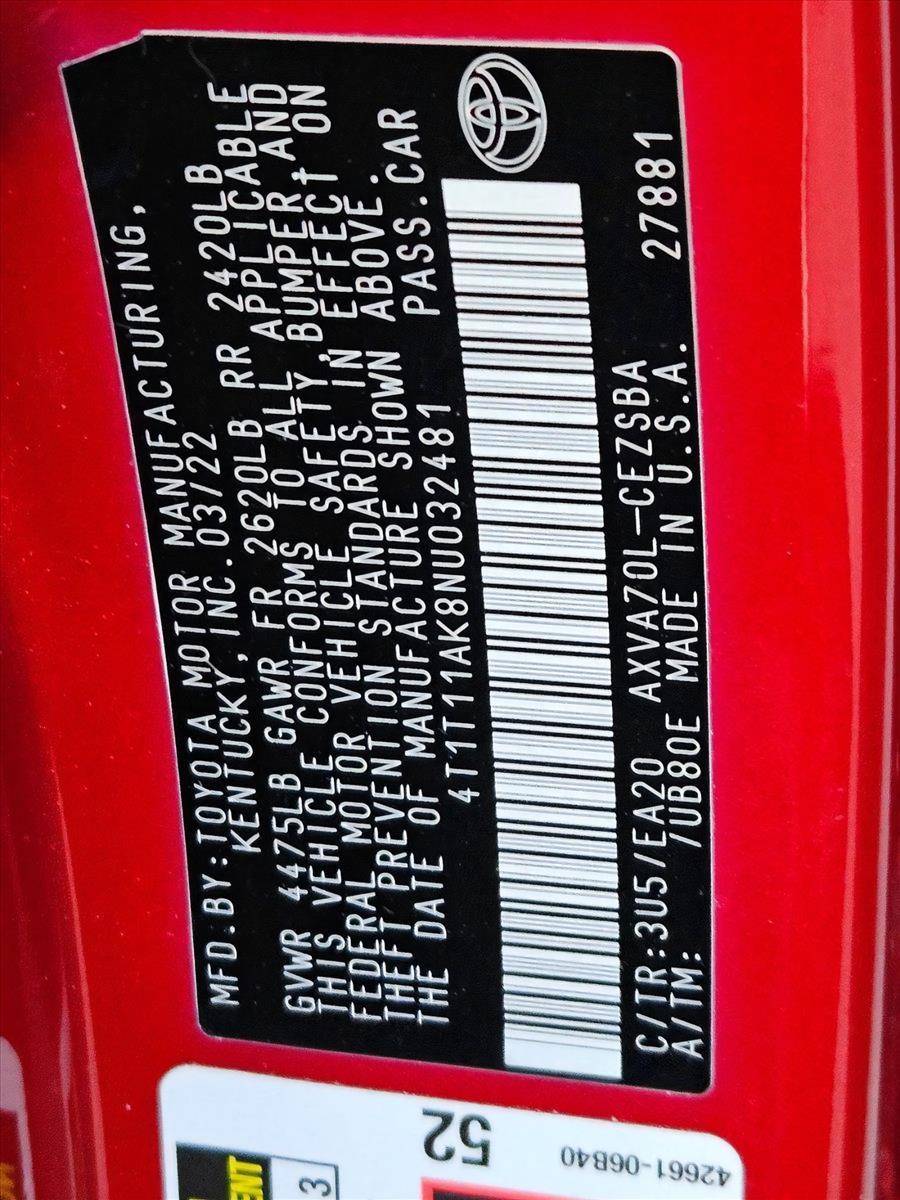 MFD.BY:TOYOTA MOTOR MANUFACTURING,
KENTUCKY, INC. 03/22
GVWR 4475LB GAWR FR 2620LB RR 2420LB
THIS VEHICLE CONFORMS TO ALL APPLICABLE
FEDERAL MOTOR VEHICLE SAFETY, BUMPER, AND
THEFT PREVENTION STANDARDS IN EFFECT ON
THE DATE OF MANUFACTURE SHOWN ABOVE.
4T1T11AK8NU032481 PASS.CAR
C/TR:3U5/EA20 AXVA70L-CEZSBA 27881
A/TM: /UB80E MADE IN U.S.A.
52
42661-06B40
3